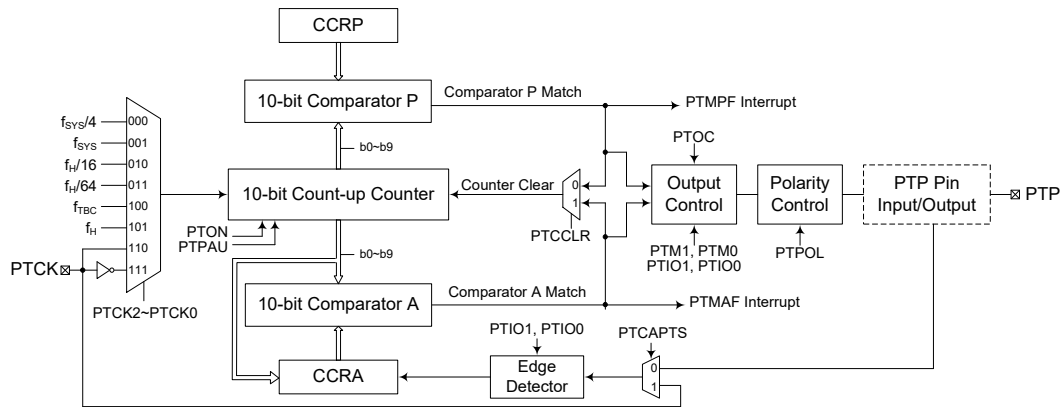 CCRP
10-bit Comparator P
Comparator P Match
PTMPF Interrupt
b0~b9
fSYS/4
000
fSYS
001
fH/16
010
fH/64
011
fTBC
100
fH
101
110
111
PTCK
PTCK2~PTCK0
10-bit Count-up Counter
PTON
PTPAU
Counter Clear
0
1
PTCCLR
PTOC
Output
Control
PTM1, PTM0
PTIO1, PTIO0
Polarity
Control
PTPOL
PTP Pin
Input/Output
PTP
b0~b9
10-bit Comparator A
Comparator A Match
PTMAF Interrupt
CCRA
PTIO1, PTIO0
Edge
Detector
PTCAPTS
0
1